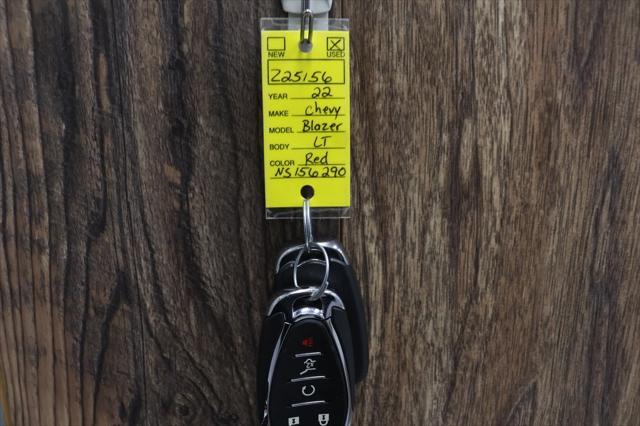 NEW USED
Z25156
YEAR 22
MAKE Chevy
MODEL Blazer
BODY LT
COLOR Red
NS156290